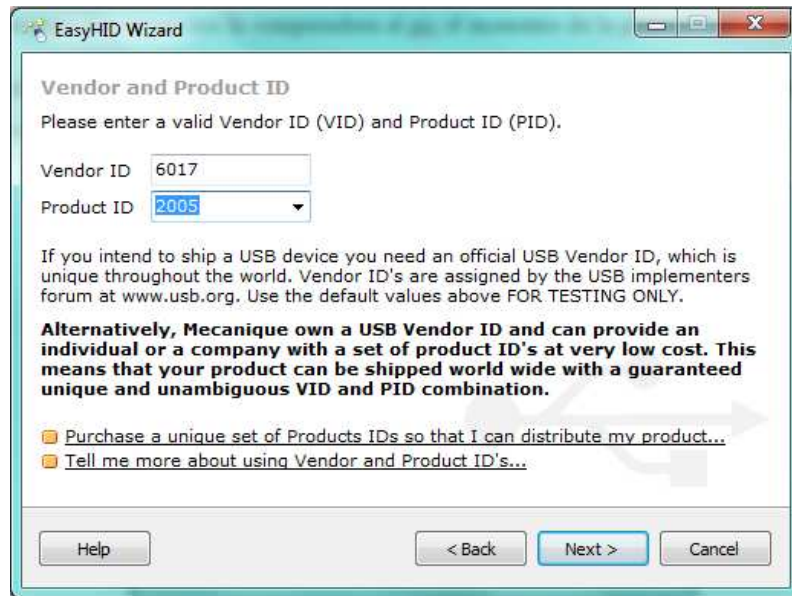 EasyHID Wizard
Vendor and Product ID
Please enter a valid Vendor ID (VID) and Product ID (PID).
Vendor ID 6017
Product ID 2005
If you intend to ship a USB device you need an official USB Vendor ID, which is
unique throughout the world. Vendor ID's are assigned by the USB implementers
forum at www.usb.org. Use the default values above FOR TESTING ONLY.
Alternatively, Mecanique own a USB Vendor ID and can provide an
individual or a company with a set of product ID's at very low cost. This
means that your product can be shipped world wide with a guaranteed
unique and unambiguous VID and PID combination.
Purchase a unique set of Products IDs so that I can distribute my product...
Tell me more about using Vendor and Product ID's...
Help < Back Next > Cancel